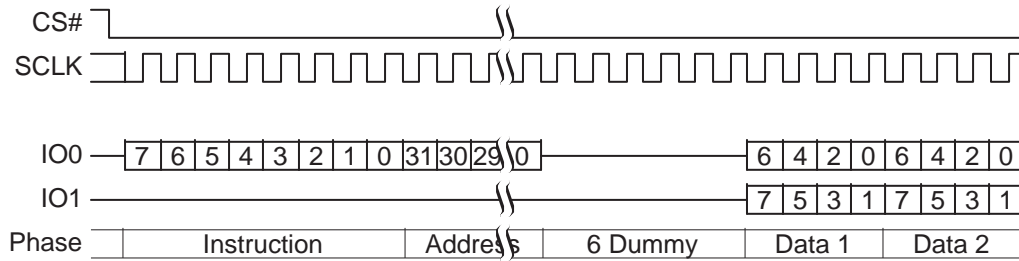 CS#
SCLK
IO0 7 6 5 4 3 2 1 0 31 30 29 0 6 4 2 0 6 4 2 0
IO1 7 5 3 1 7 5 3 1
Phase Instruction Address 6 Dummy Data 1 Data 2